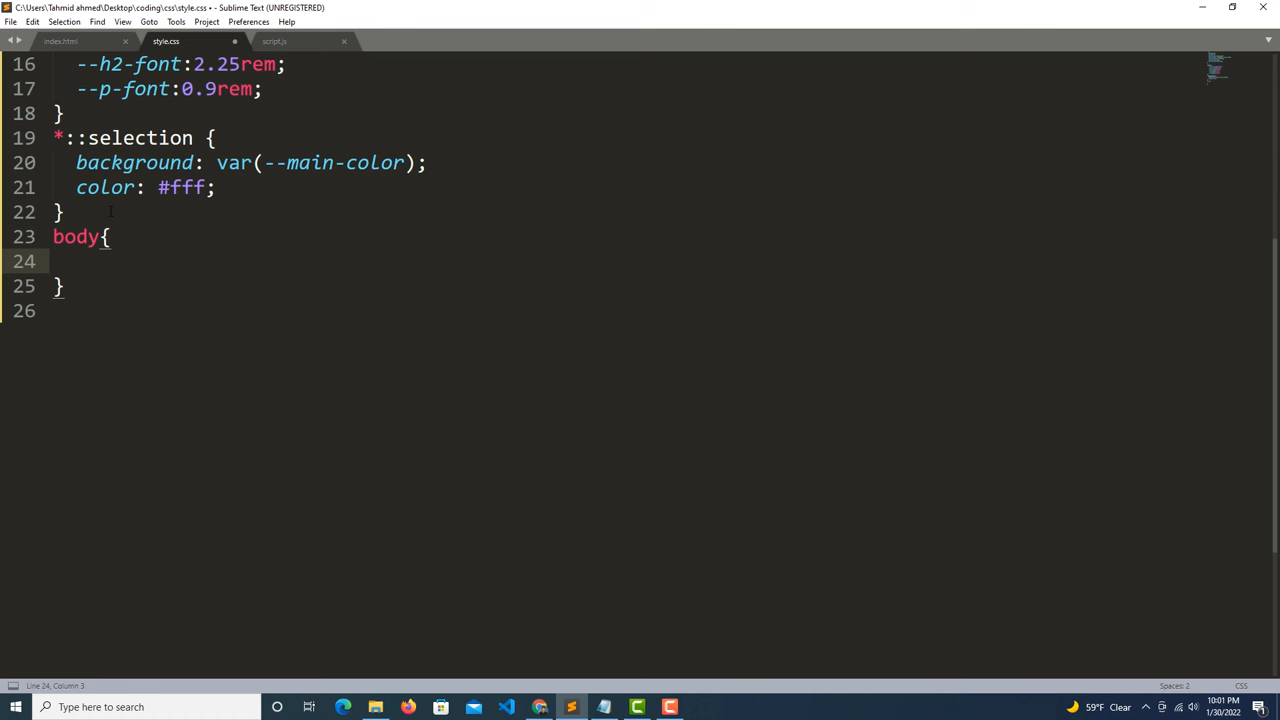 C:\Users\Tahmid ahmed\Desktop\coding\css\style.css • - Sublime Text (UNREGISTERED)
File Edit Selection Find View Goto Tools Project Preferences Help
index.html style.css script.js
16 --h2-font:2.25rem;
17 --p-font:0.9rem;
18 }
19 *::selection {
20 background: var(--main-color);
21 color: #fff;
22 }
23 body{
24
25 }
26
Line 24, Column 3 Spaces: 2 CSS
Type here to search 59°F Clear 10:01 PM
1/30/2022